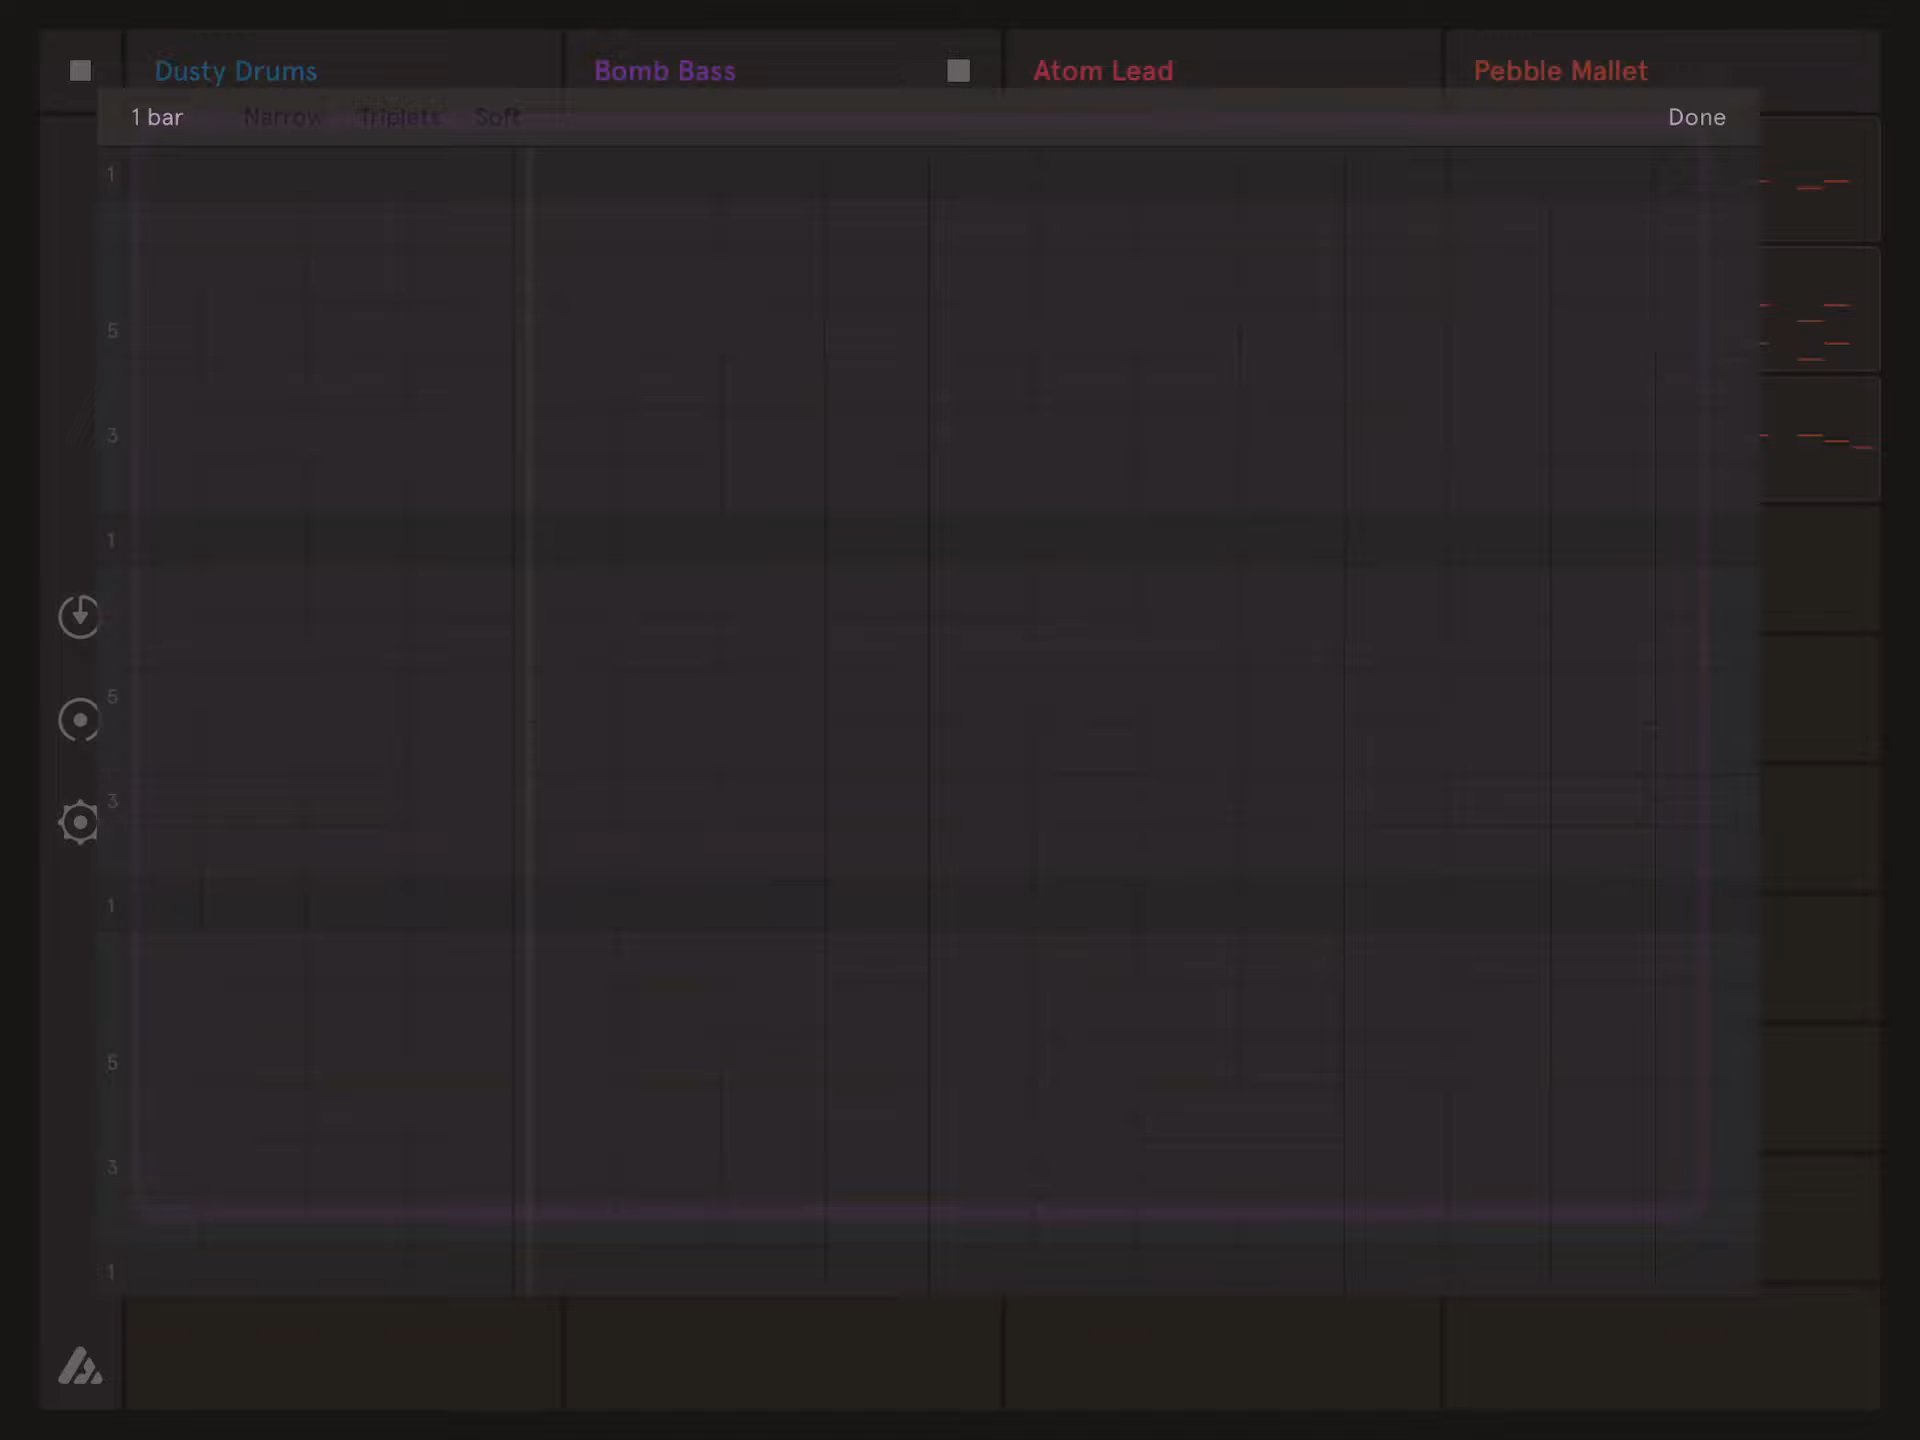 Dusty Drums
Bomb Bass
Atom Lead
Pebble Mallet
1 bar
Narrow
Triplets
Soft
Done
1
5
3
1
5
3
1
5
3
1